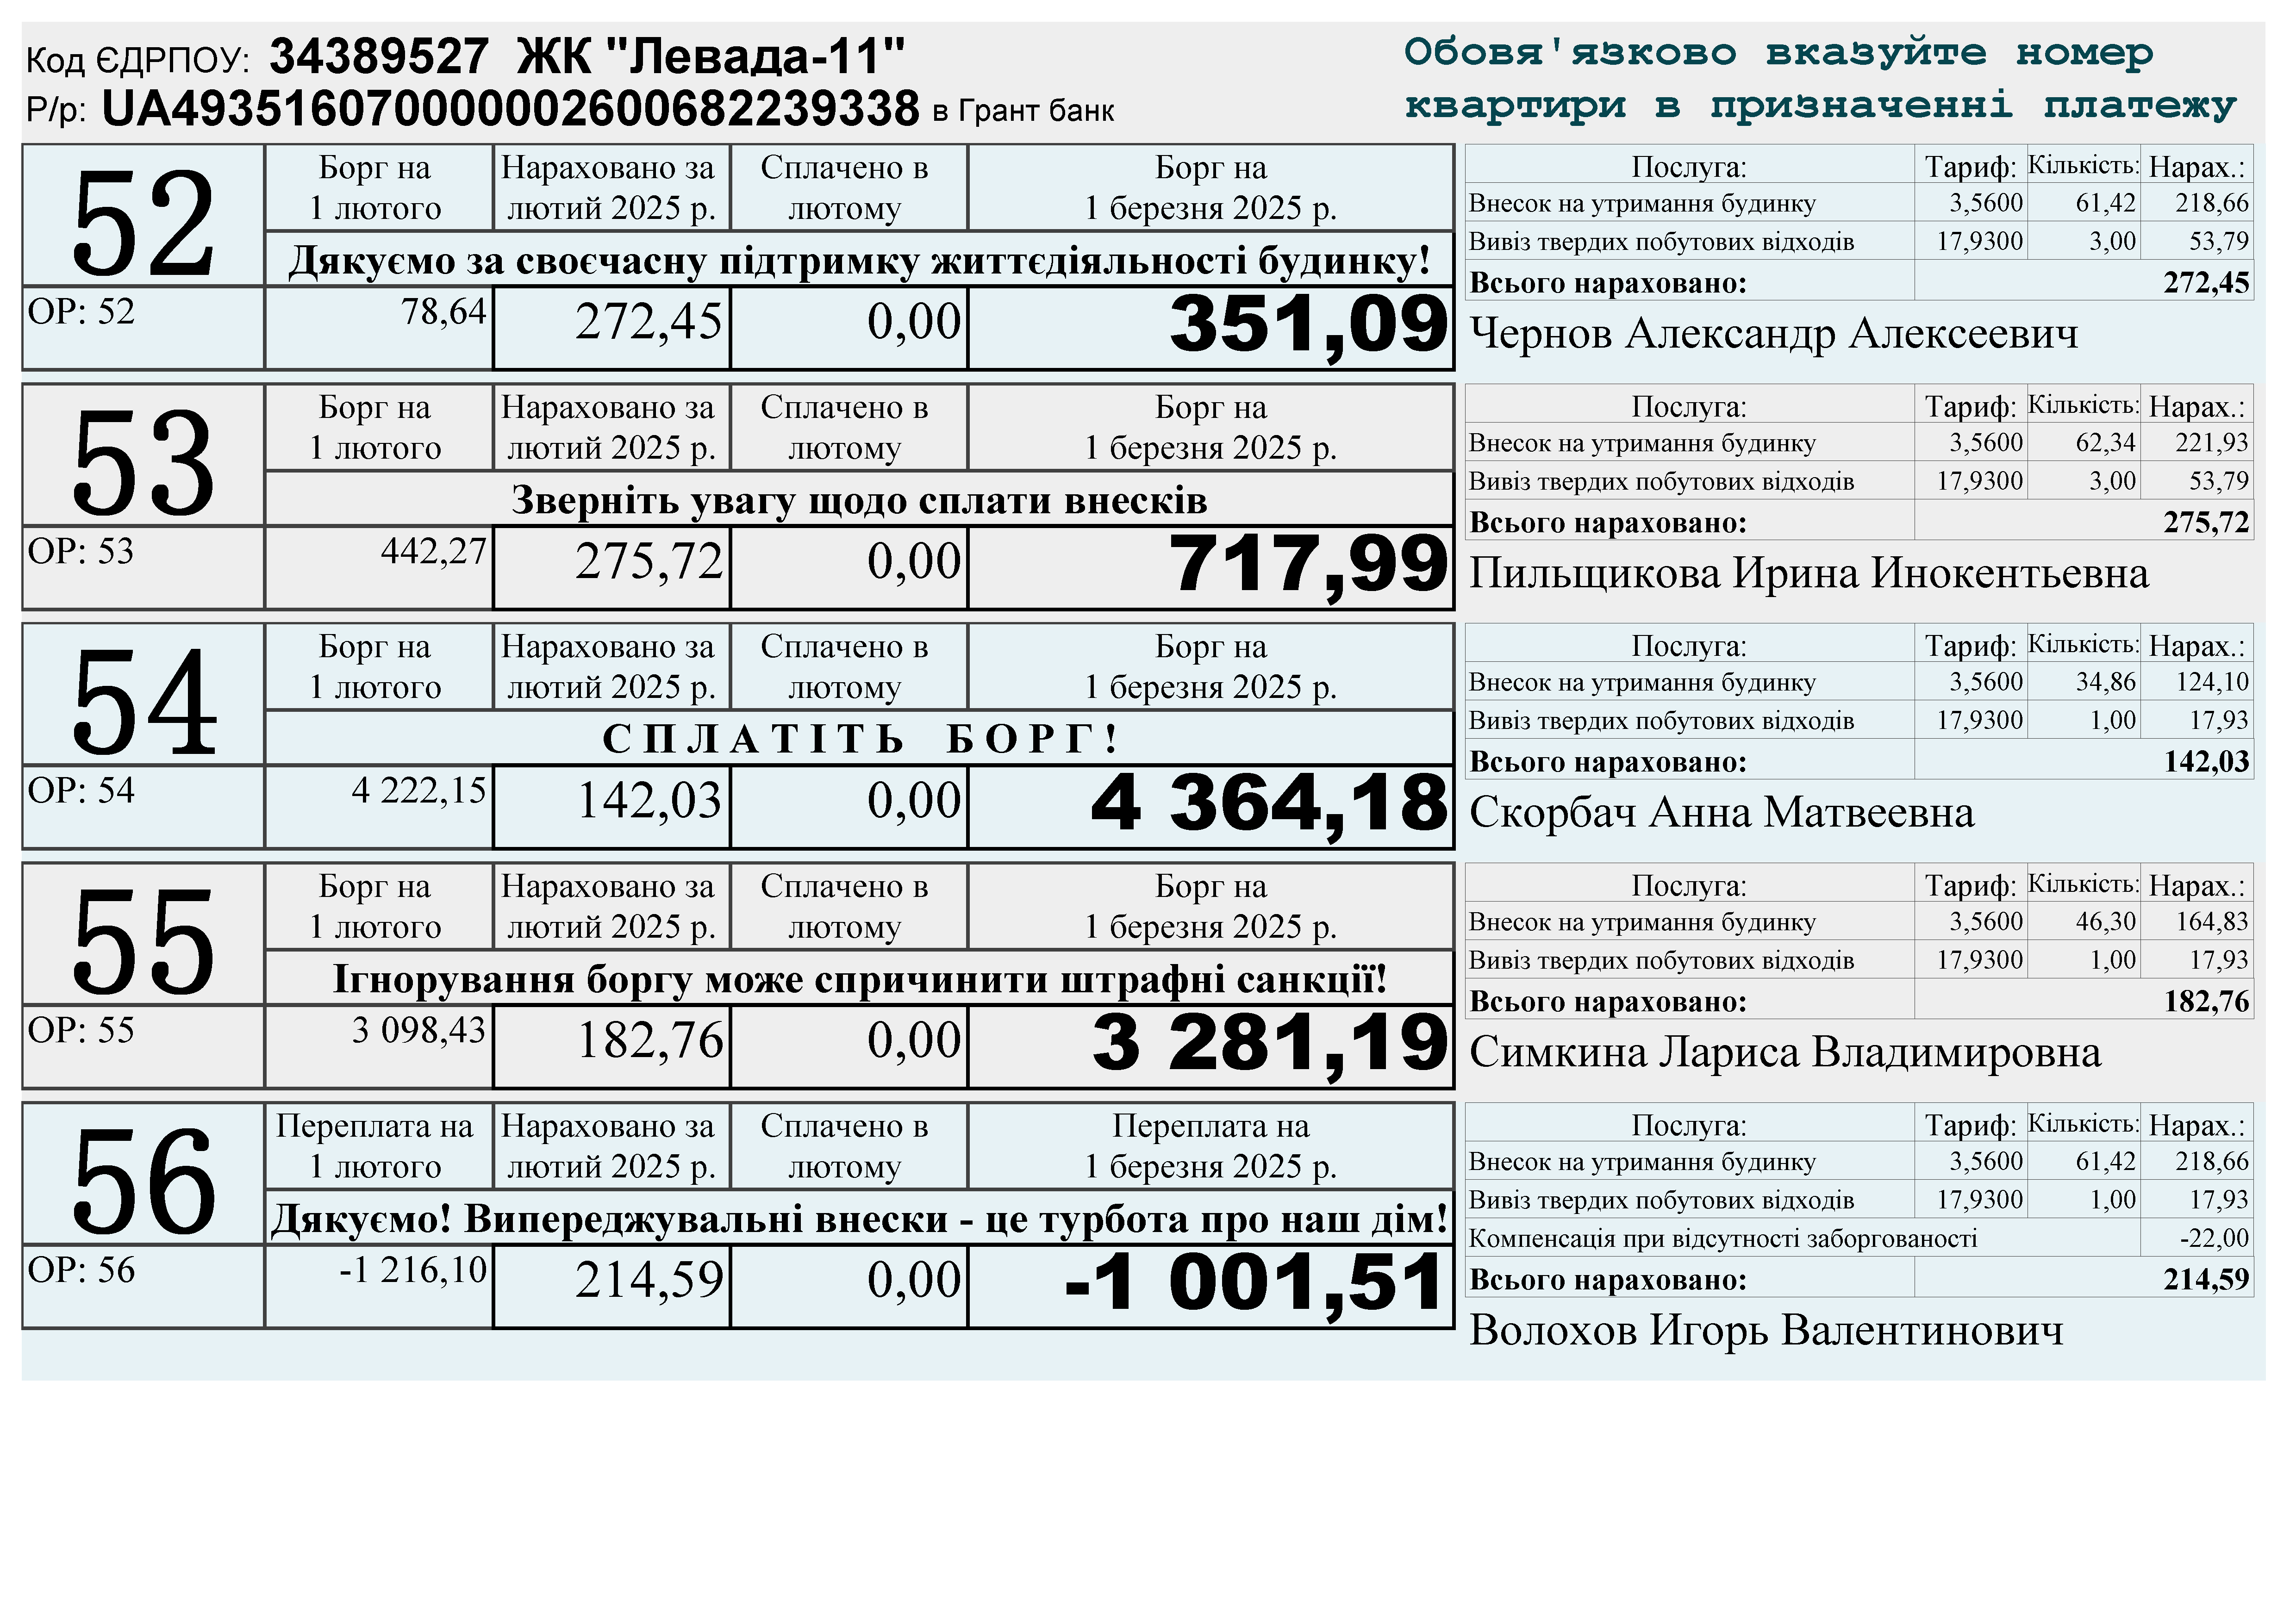 Код ЄДРПОУ: 34389527 ЖК "Левада-11"
Р/р: UA493516070000002600682239338 в Грант банк
Обовя'язково вказуйте номер
квартири в призначенні платежу
52
Борг на 1 лютого Нараховано за лютий 2025 р. Сплачено в лютому Борг на 1 березня 2025 р.
Дякуємо за своєчасну підтримку життєдіяльності будинку!
ОР: 52 78,64 272,45 0,00 351,09
Послуга: Тариф: Кількість: Нарах.:
Внесок на утримання будинку 3,5600 61,42 218,66
Вивіз твердих побутових відходів 17,9300 3,00 53,79
Всього нараховано: 272,45
Чернов Александр Алексеевич
53
Борг на 1 лютого Нараховано за лютий 2025 р. Сплачено в лютому Борг на 1 березня 2025 р.
Зверніть увагу щодо сплати внесків
ОР: 53 442,27 275,72 0,00 717,99
Послуга: Тариф: Кількість: Нарах.:
Внесок на утримання будинку 3,5600 62,34 221,93
Вивіз твердих побутових відходів 17,9300 3,00 53,79
Всього нараховано: 275,72
Пильщикова Ирина Инокентьевна
54
Борг на 1 лютого Нараховано за лютий 2025 р. Сплачено в лютому Борг на 1 березня 2025 р.
С П Л А Т І Т Ь Б О Р Г !
ОР: 54 4 222,15 142,03 0,00 4 364,18
Послуга: Тариф: Кількість: Нарах.:
Внесок на утримання будинку 3,5600 34,86 124,10
Вивіз твердих побутових відходів 17,9300 1,00 17,93
Всього нараховано: 142,03
Скорбач Анна Матвеевна
55
Борг на 1 лютого Нараховано за лютий 2025 р. Сплачено в лютому Борг на 1 березня 2025 р.
Ігнорування боргу може спричинити штрафні санкції!
ОР: 55 3 098,43 182,76 0,00 3 281,19
Послуга: Тариф: Кількість: Нарах.:
Внесок на утримання будинку 3,5600 46,30 164,83
Вивіз твердих побутових відходів 17,9300 1,00 17,93
Всього нараховано: 182,76
Симкина Лариса Владимировна
56
Переплата на 1 лютого Нараховано за лютий 2025 р. Сплачено в лютому Переплата на 1 березня 2025 р.
Дякуємо! Випереджувальні внески - це турбота про наш дім!
ОР: 56 -1 216,10 214,59 0,00 -1 001,51
Послуга: Тариф: Кількість: Нарах.:
Внесок на утримання будинку 3,5600 61,42 218,66
Вивіз твердих побутових відходів 17,9300 1,00 17,93
Компенсація при відсутності заборгованості -22,00
Всього нараховано: 214,59
Волохов Игорь Валентинович